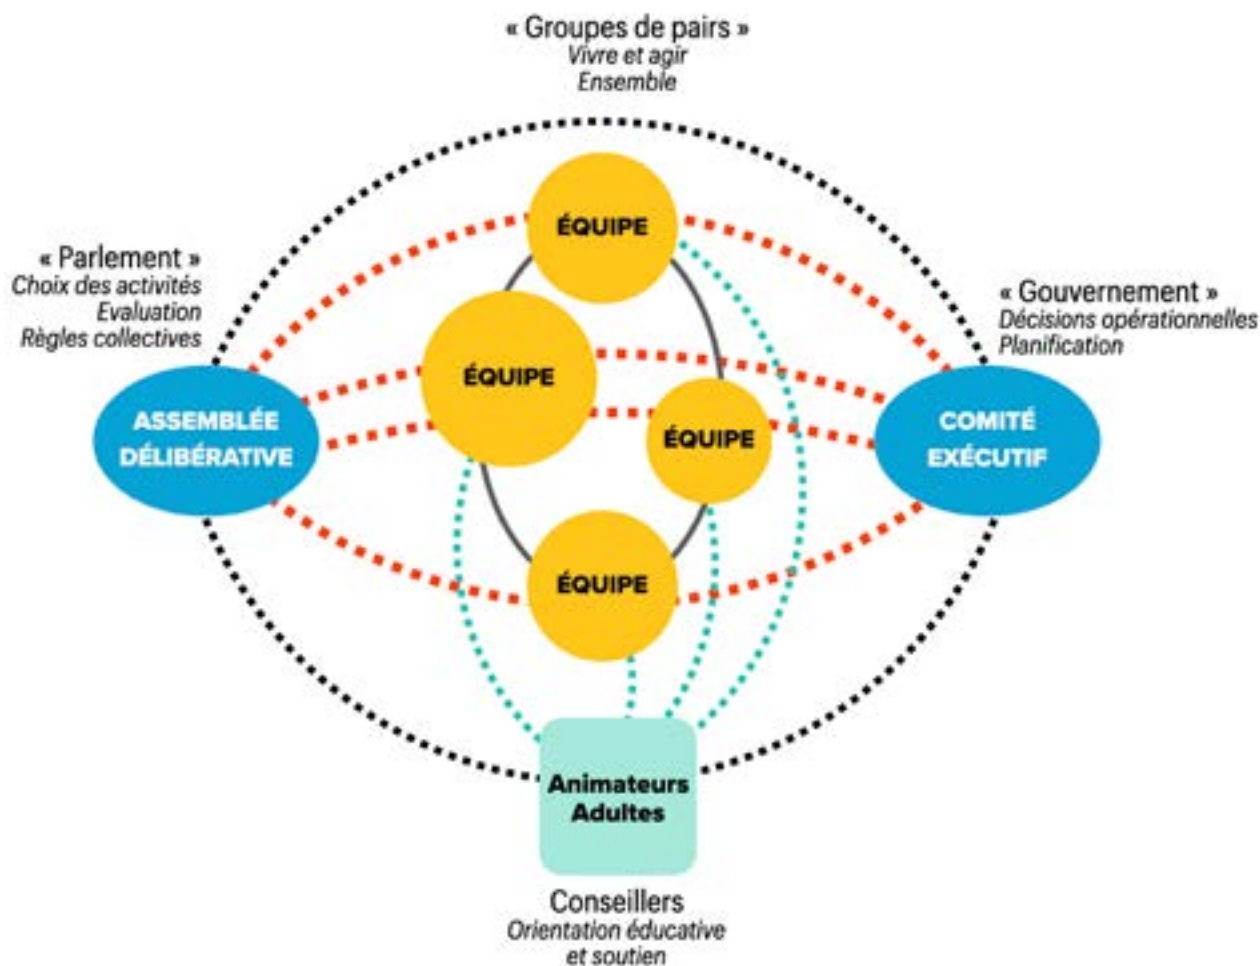 « Groupes de pairs »
Vivre et agir
Ensemble
ÉQUIPE
« Parlement »
Choix des activités
Evaluation
Règles collectives
« Gouvernement »
Décisions opérationnelles
Planification
ÉQUIPE
ASSEMBLÉE
DÉLIBÉRATIVE
ÉQUIPE
COMITÉ
EXÉCUTIF
ÉQUIPE
Animateurs
Adultes
Conseillers
Orientation éducative
et soutien